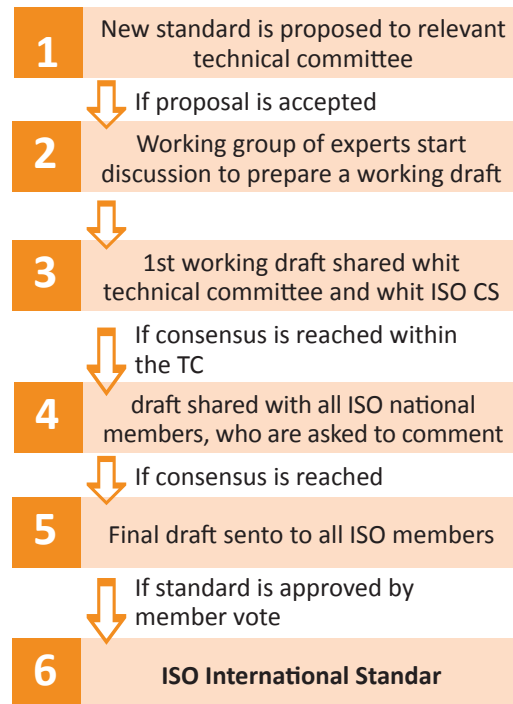 1
New standard is proposed to relevant
technical committee
If proposal is accepted
2
Working group of experts start
discussion to prepare a working draft
3
1st working draft shared whit
technical committee and whit ISO CS
If consensus is reached within
the TC
4
draft shared with all ISO national
members, who are asked to comment
If consensus is reached
5
Final draft sento to all ISO members
If standard is approved by
member vote
6
ISO International Standar